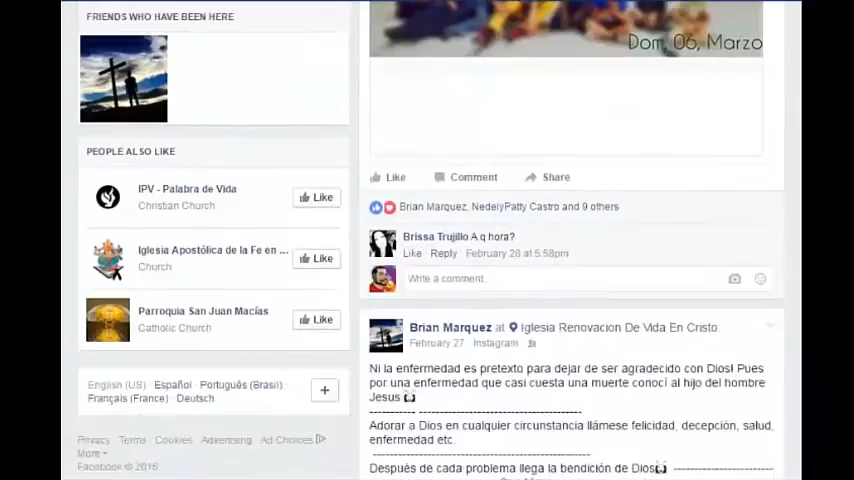 FRIENDS WHO HAVE BEEN HERE
PEOPLE ALSO LIKE
IPV - Palabra de Vida
Christian Church
Like
Iglesia Apostólica de la Fe en ...
Church
Like
Parroquia San Juan Macías
Catholic Church
Like
English (US) · Español · Português (Brasil) ·
Français (France) · Deutsch
+
Privacy · Terms · Cookies · Advertising · Ad Choices
More
Facebook © 2016
Dom, 06, Marzo
Like Comment Share
Brian Marquez, NedelyPatty Castro and 9 others
Brissa Trujillo A q hora?
Like · Reply · February 28 at 5:58pm
Write a comment...
Brian Marquez at Iglesia Renovacion De Vida En Cristo.
February 27 · Instagram ·
Ni la enfermedad es pretexto para dejar de ser agradecido con Dios! Pues
por una enfermedad que casi cuesta una muerte conocí al hijo del hombre
Jesus 🙌
----------- ----------------------------------------
Adorar a Dios en cualquier circunstancia llámese felicidad, decepción, salud,
enfermedad etc.
-----------------------------------------------------
Después de cada problema llega la bendición de Dios🙌 ------------------------